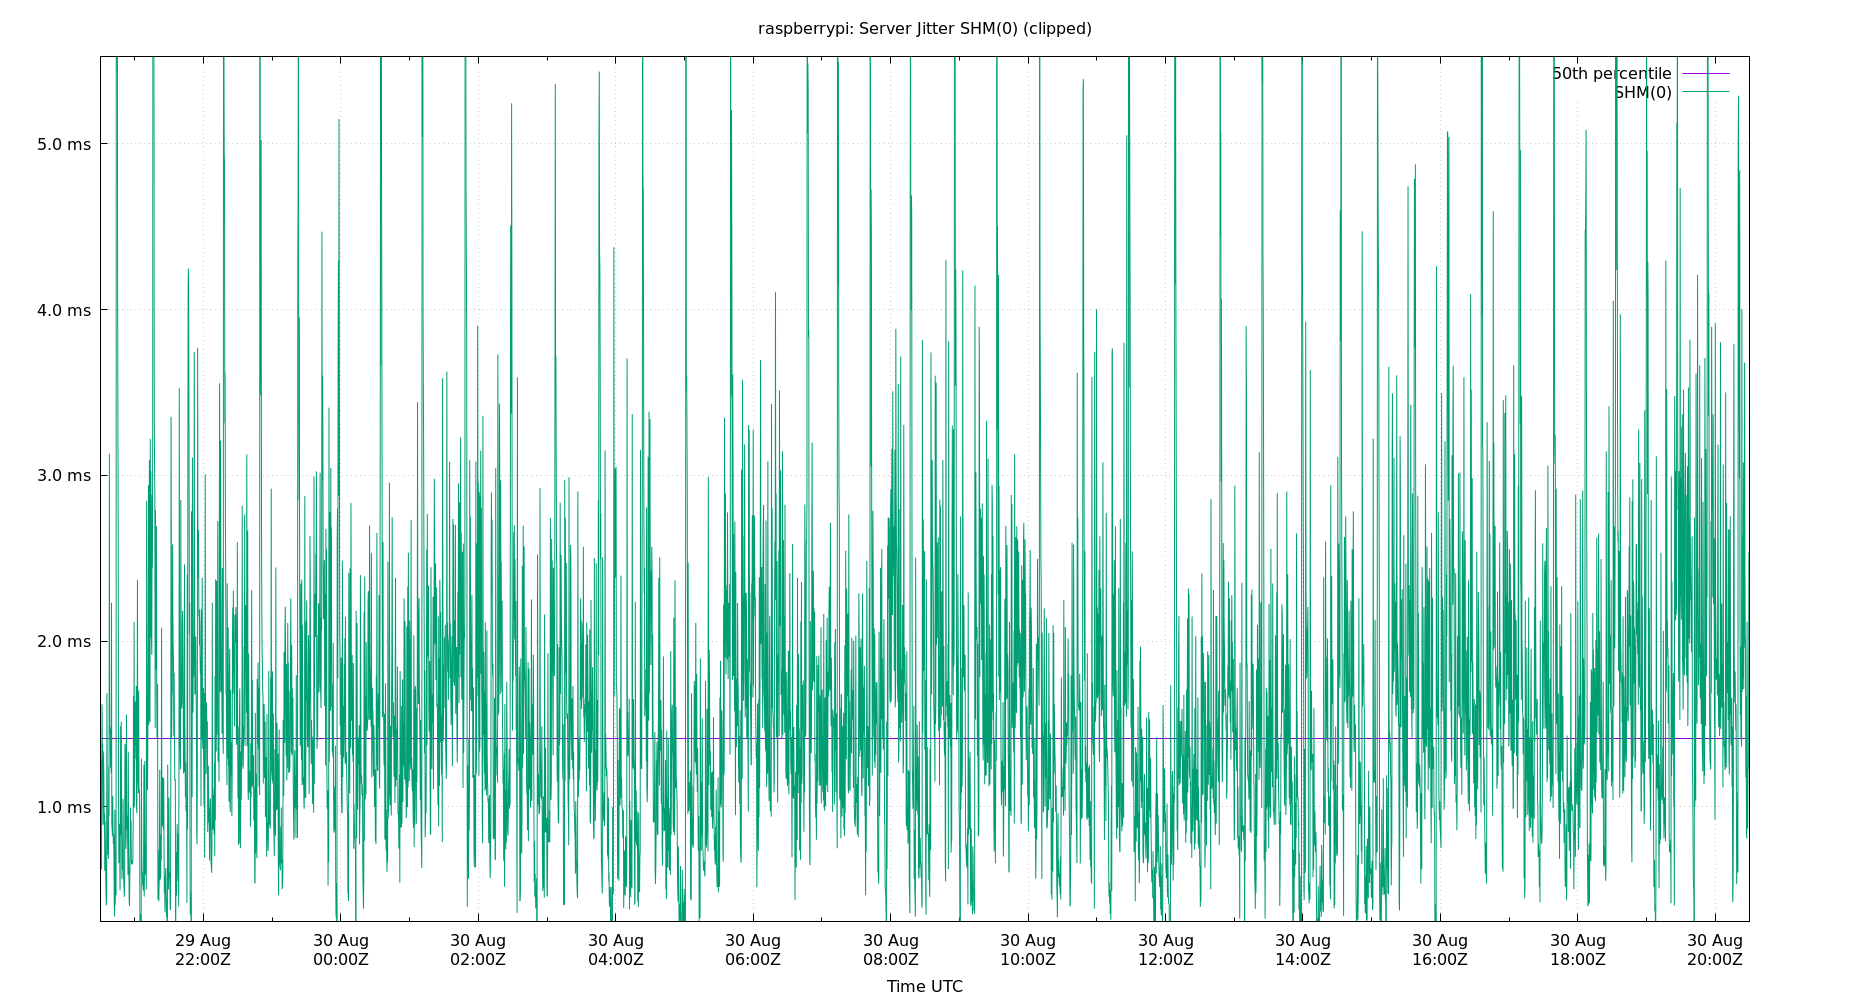 raspberrypi: Server Jitter SHM(0) (clipped)
50th percentile
SHM(0)
5.0 ms
4.0 ms
3.0 ms
2.0 ms
1.0 ms
29 Aug 30 Aug 30 Aug 30 Aug 30 Aug 30 Aug 30 Aug 30 Aug 30 Aug 30 Aug 30 Aug 30 Aug
22:00Z 00:00Z 02:00Z 04:00Z 06:00Z 08:00Z 10:00Z 12:00Z 14:00Z 16:00Z 18:00Z 20:00Z
Time UTC